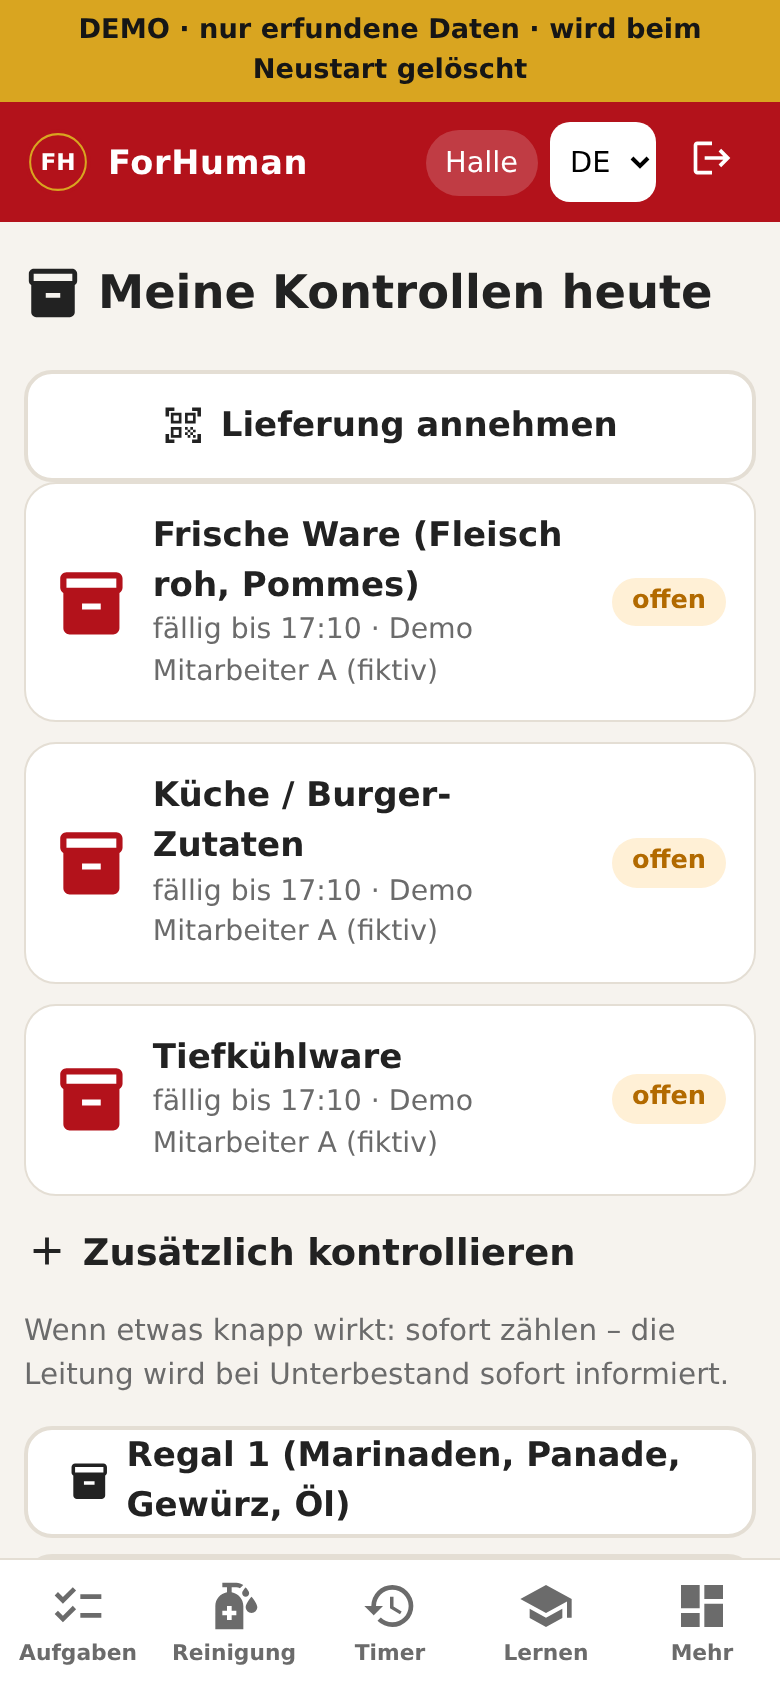 DEMO · nur erfundene Daten · wird beim
Neustart gelöscht
FH ForHuman Halle DE
Meine Kontrollen heute
Lieferung annehmen
Frische Ware (Fleisch
roh, Pommes)
fällig bis 17:10 · Demo
Mitarbeiter A (fiktiv)
offen
Küche / Burger-
Zutaten
fällig bis 17:10 · Demo
Mitarbeiter A (fiktiv)
offen
Tiefkühlware
fällig bis 17:10 · Demo
Mitarbeiter A (fiktiv)
offen
+ Zusätzlich kontrollieren
Wenn etwas knapp wirkt: sofort zählen – die
Leitung wird bei Unterbestand sofort informiert.
Regal 1 (Marinaden, Panade,
Gewürz, Öl)
Aufgaben Reinigung Timer Lernen Mehr